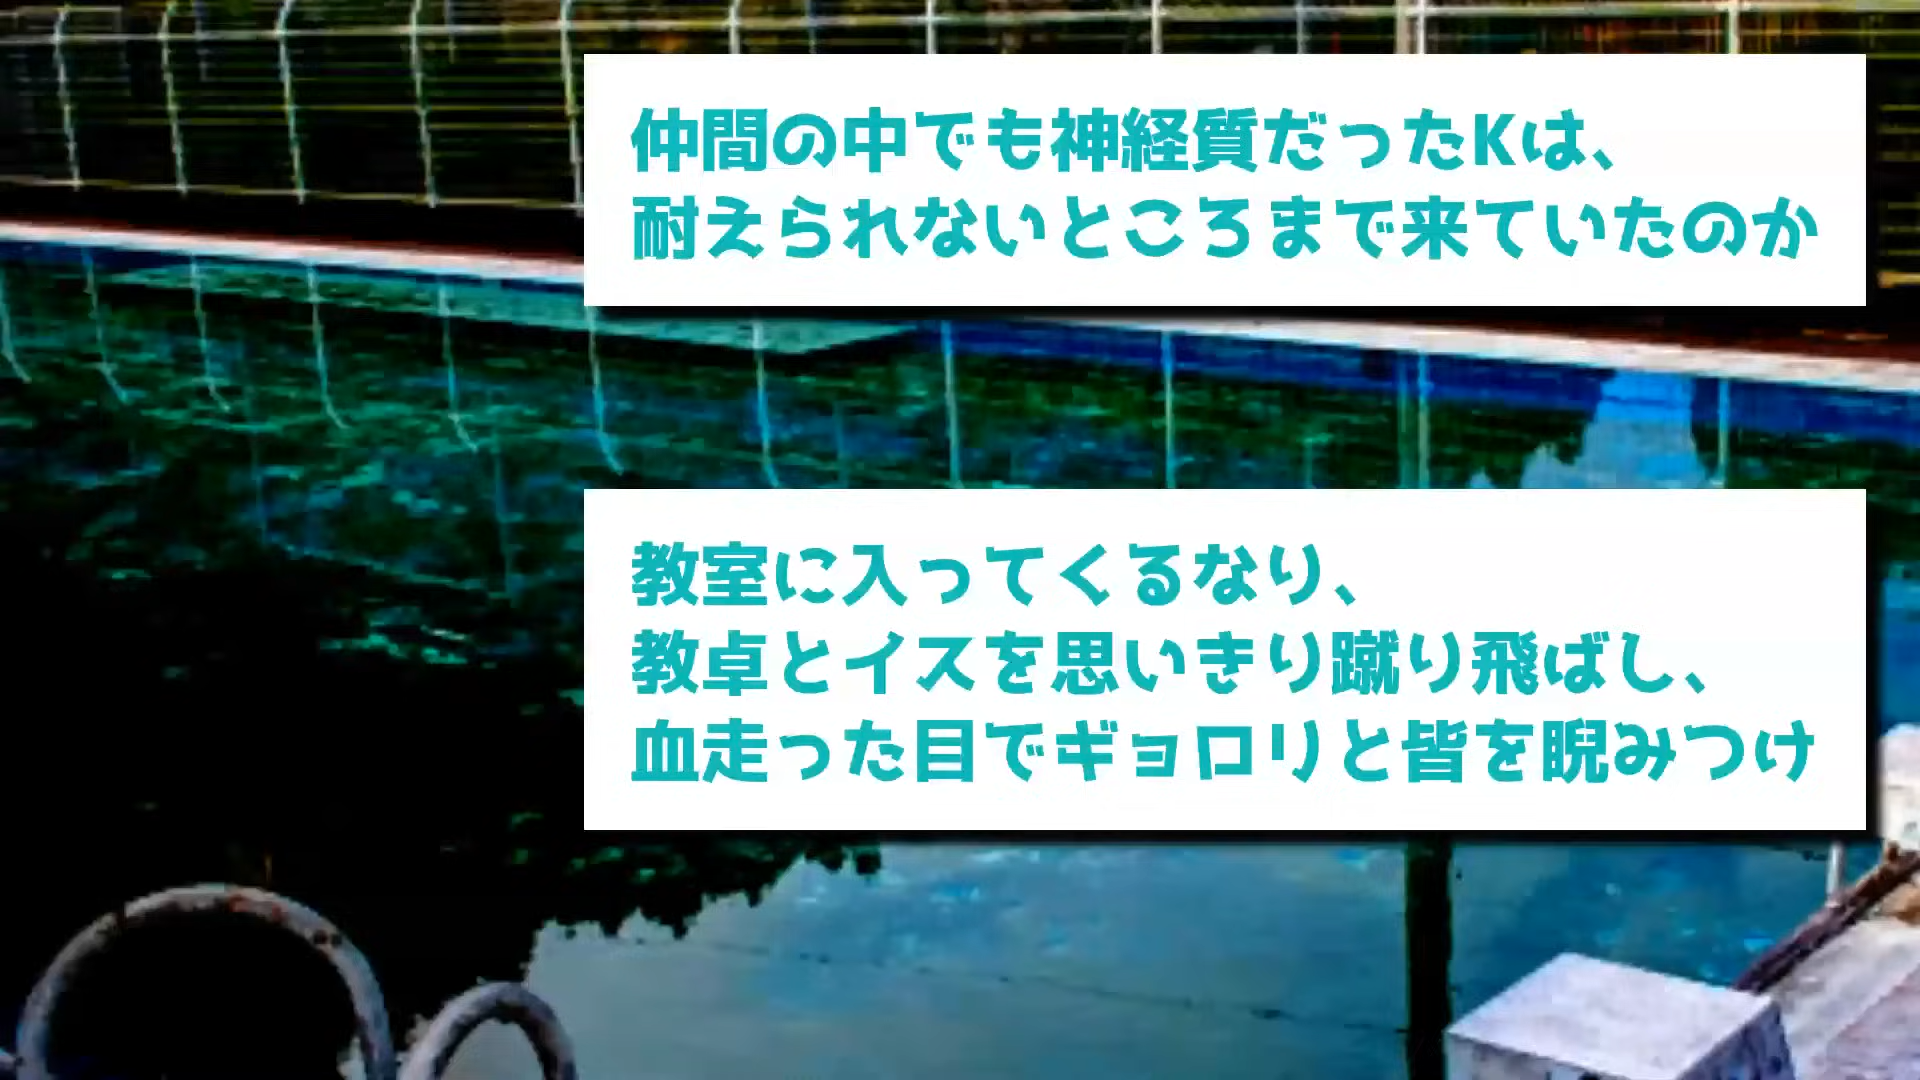 仲間の中でも神経質だったKは、
耐えられないところまで来ていたのか
教室に入ってくるなり、
教卓とイスを思いきり蹴り飛ばし、
血走った目でギョロリと皆を睨みつけ